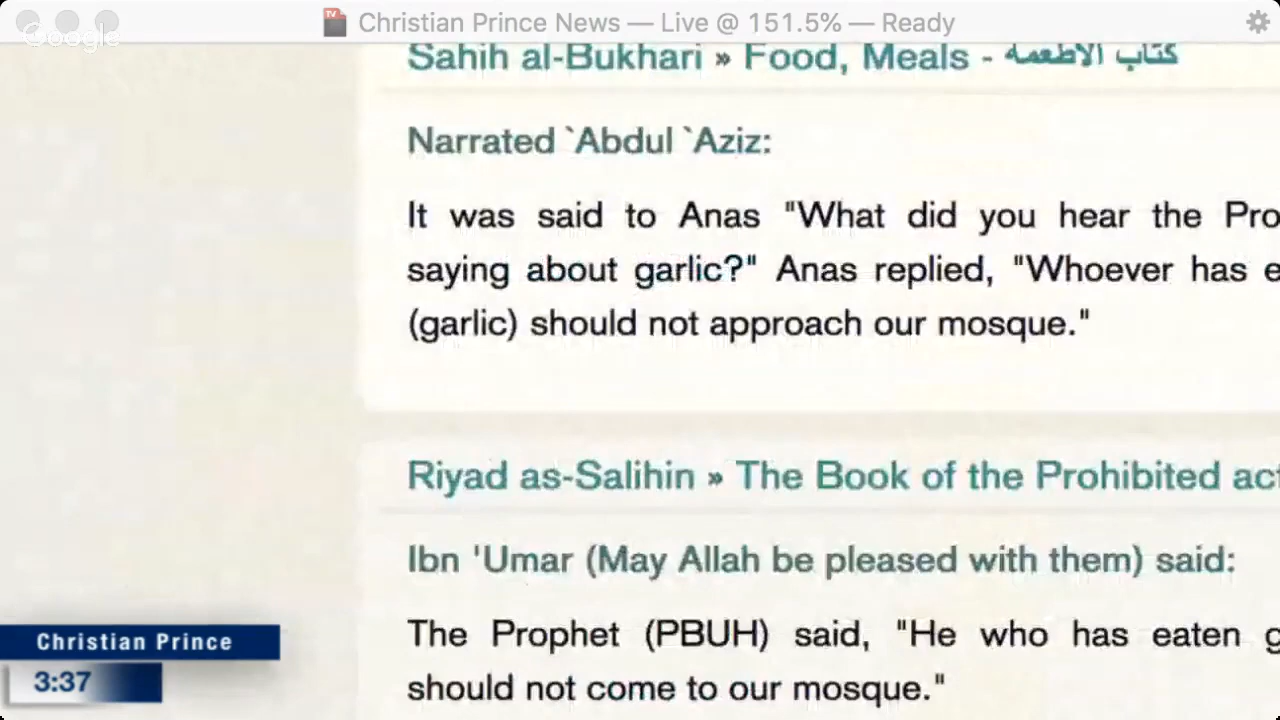 Christian Prince News — Live @ 151.5% — Ready
Google
Sahih al-Bukhari » Food, Meals - كتاب الأطعمة
Narrated `Abdul `Aziz:
It was said to Anas "What did you hear the Pro
saying about garlic?" Anas replied, "Whoever has e
(garlic) should not approach our mosque."
Riyad as-Salihin » The Book of the Prohibited act
Ibn 'Umar (May Allah be pleased with them) said:
The Prophet (PBUH) said, "He who has eaten g
should not come to our mosque."
Christian Prince
3:37